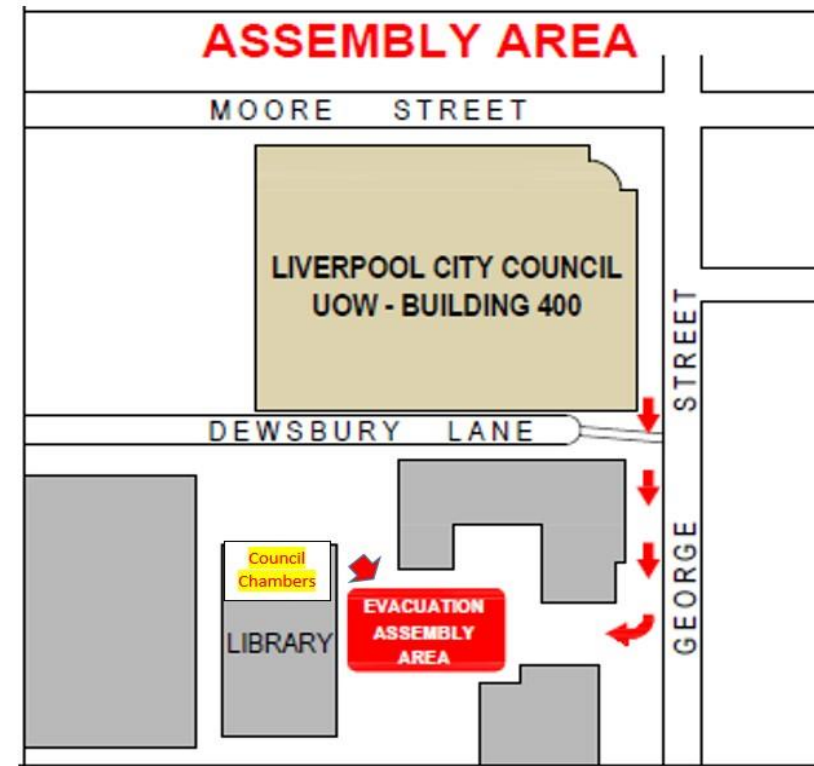 ASSEMBLY AREA
MOORE STREET
LIVERPOOL CITY COUNCIL
UOW - BUILDING 400
DEWSBURY LANE
GEORGE STREET
Council
Chambers
LIBRARY
EVACUATION
ASSEMBLY
AREA